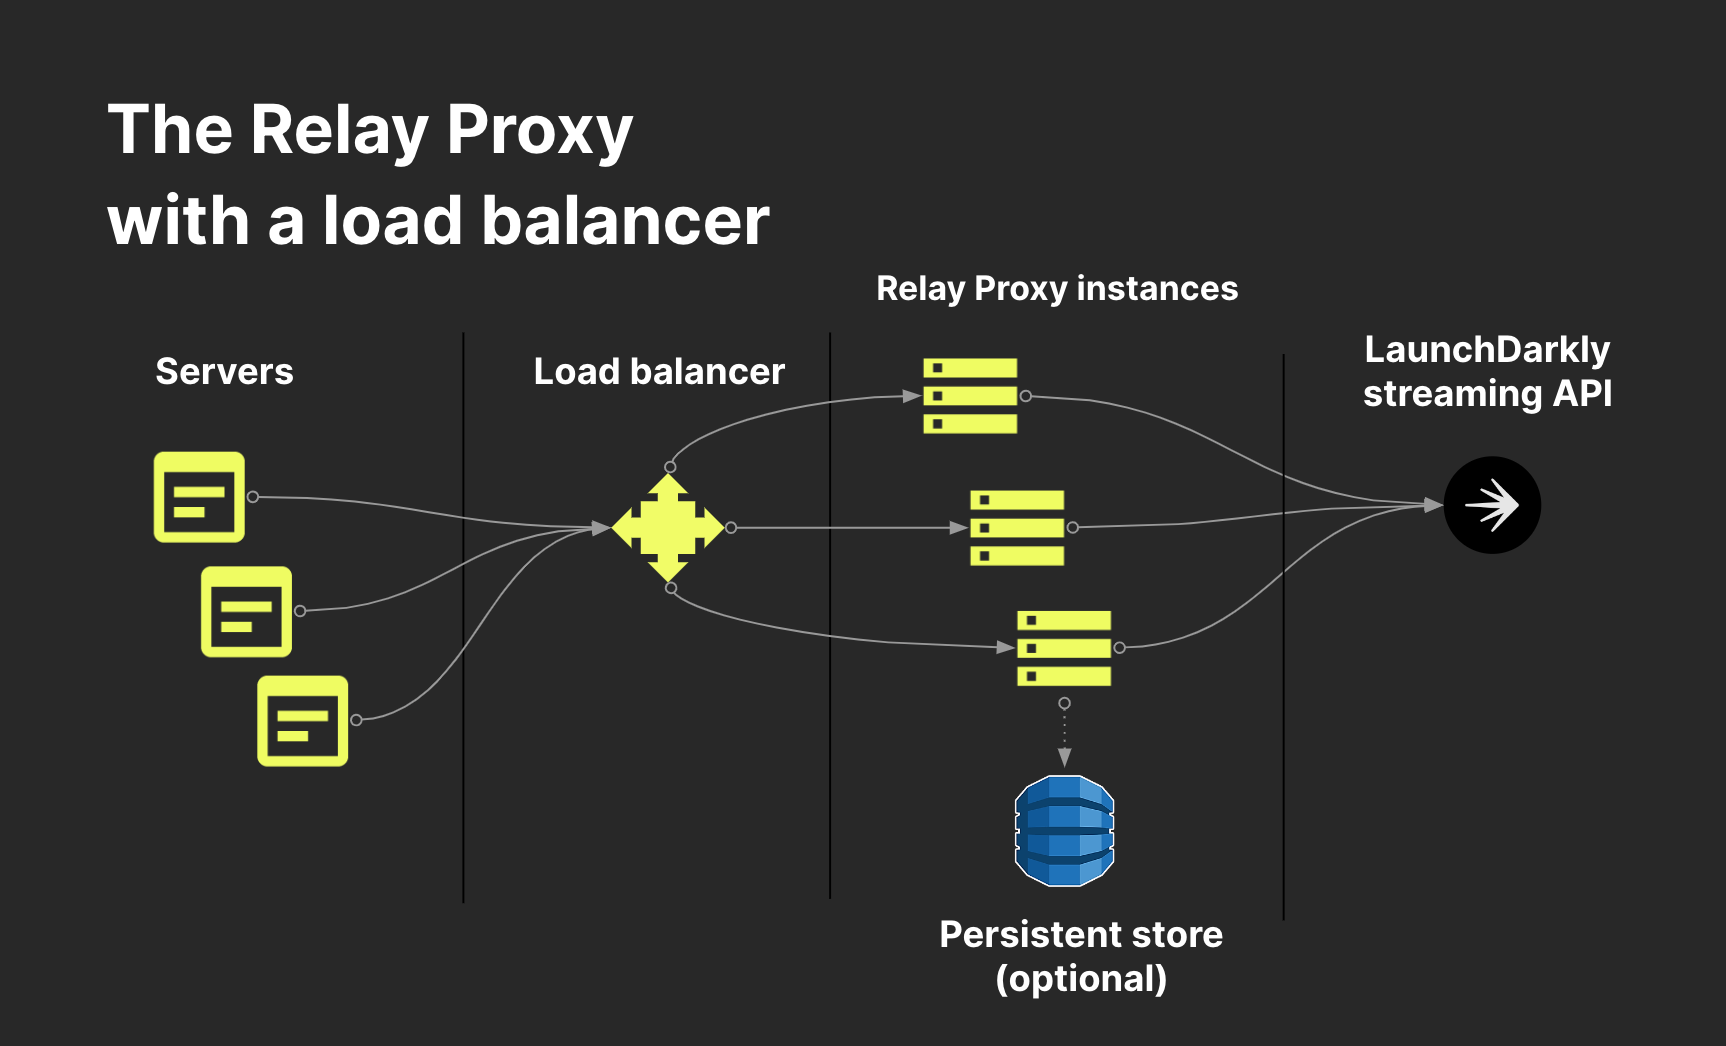 The Relay Proxy
with a load balancer
Relay Proxy instances
Servers
Load balancer
LaunchDarkly
streaming API
Persistent store
(optional)